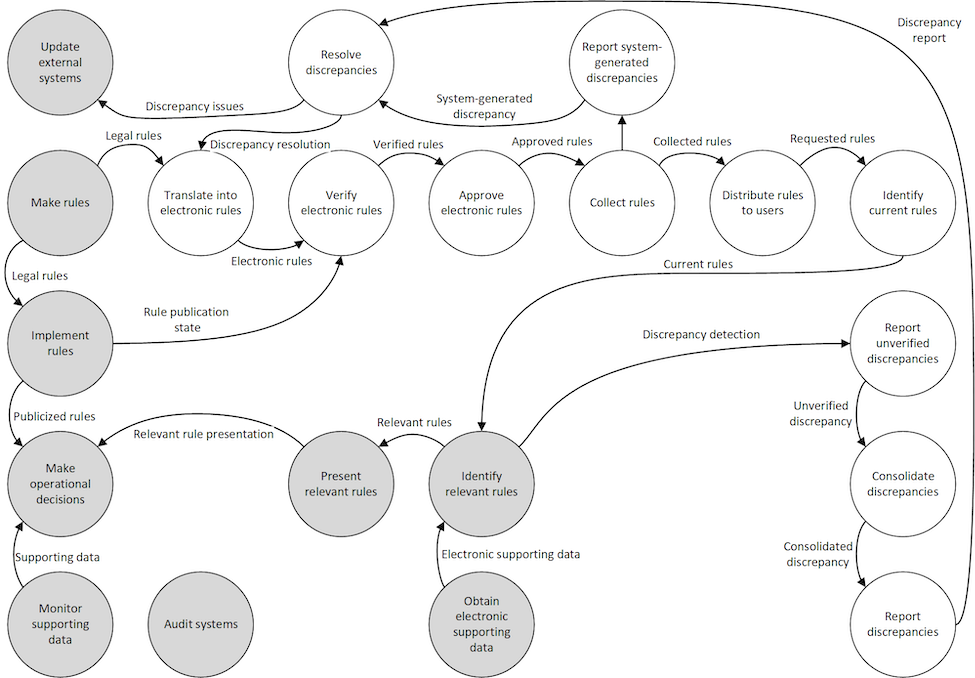 Update
external
systems
Resolve
discrepancies
Report system-
generated
discrepancies
Discrepancy
report
Discrepancy issues
System-generated
discrepancy
Legal rules
Discrepancy resolution
Verified rules
Approved rules
Collected rules
Requested rules
Make rules
Translate into
electronic rules
Verify
electronic rules
Approve
electronic rules
Collect rules
Distribute rules
to users
Identify
current rules
Electronic rules
Current rules
Legal rules
Rule publication
state
Implement
rules
Discrepancy detection
Report
unverified
discrepancies
Publicized rules
Relevant rule presentation
Relevant rules
Unverified
discrepancy
Make
operational
decisions
Present
relevant rules
Identify
relevant rules
Consolidate
discrepancies
Supporting data
Electronic supporting data
Consolidated
discrepancy
Monitor
supporting
data
Audit systems
Obtain
electronic
supporting
data
Report
discrepancies